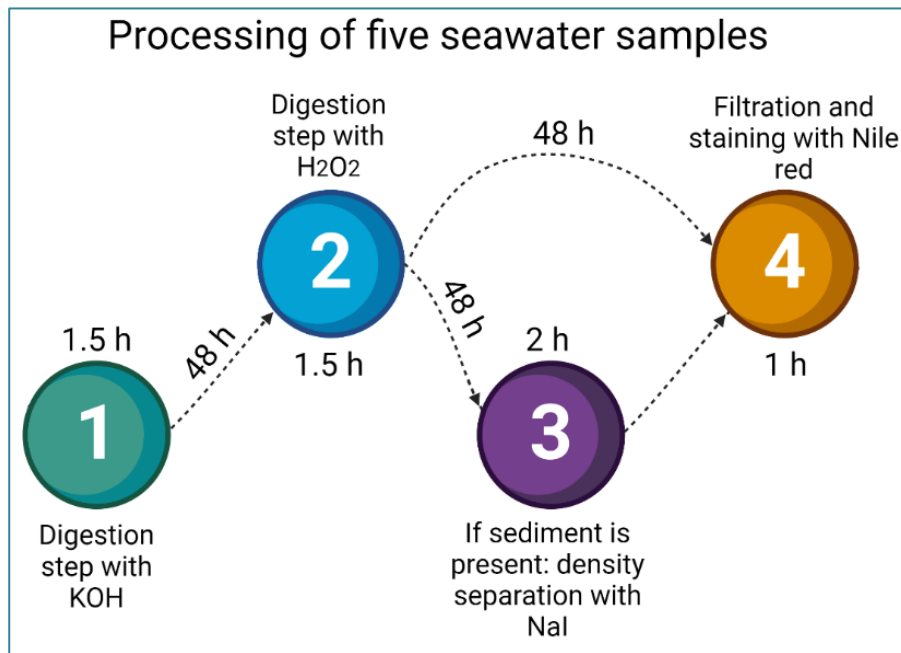 Processing of five seawater samples
1.5 h
1
Digestion
step with
KOH
48 h
Digestion
step with
H2O2
2
1.5 h
48 h
48 h
2 h
3
If sediment is
present: density
separation with
NaI
Filtration and
staining with Nile
red
4
1 h